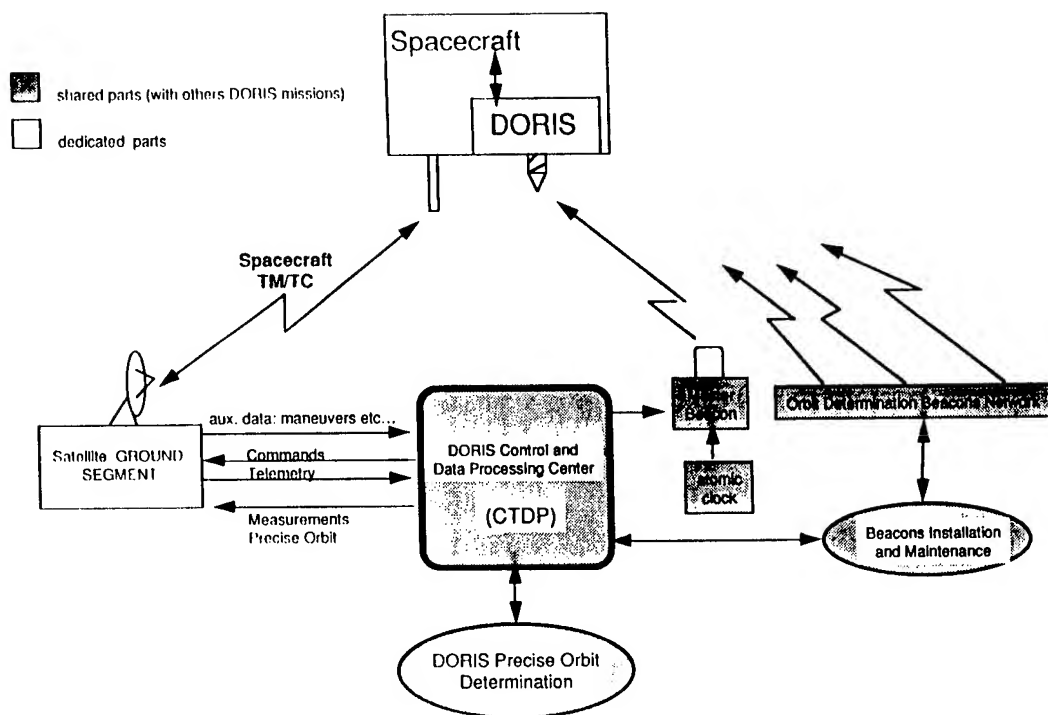 Spacecraft
shared parts (with others DORIS missions)
DORIS
dedicated parts
Spacecraft
TM/TC
Orbit Determination Beacons Network
Beacon
aux. data: maneuvers etc...
DORIS Control and
Data Processing Center
Satellite GROUND
SEGMENT
Commands
Telemetry
atomic
clock
(CTDP)
Measurements
Precise Orbit
Beacons Installation
and Maintenance
DORIS Precise Orbit
Determination